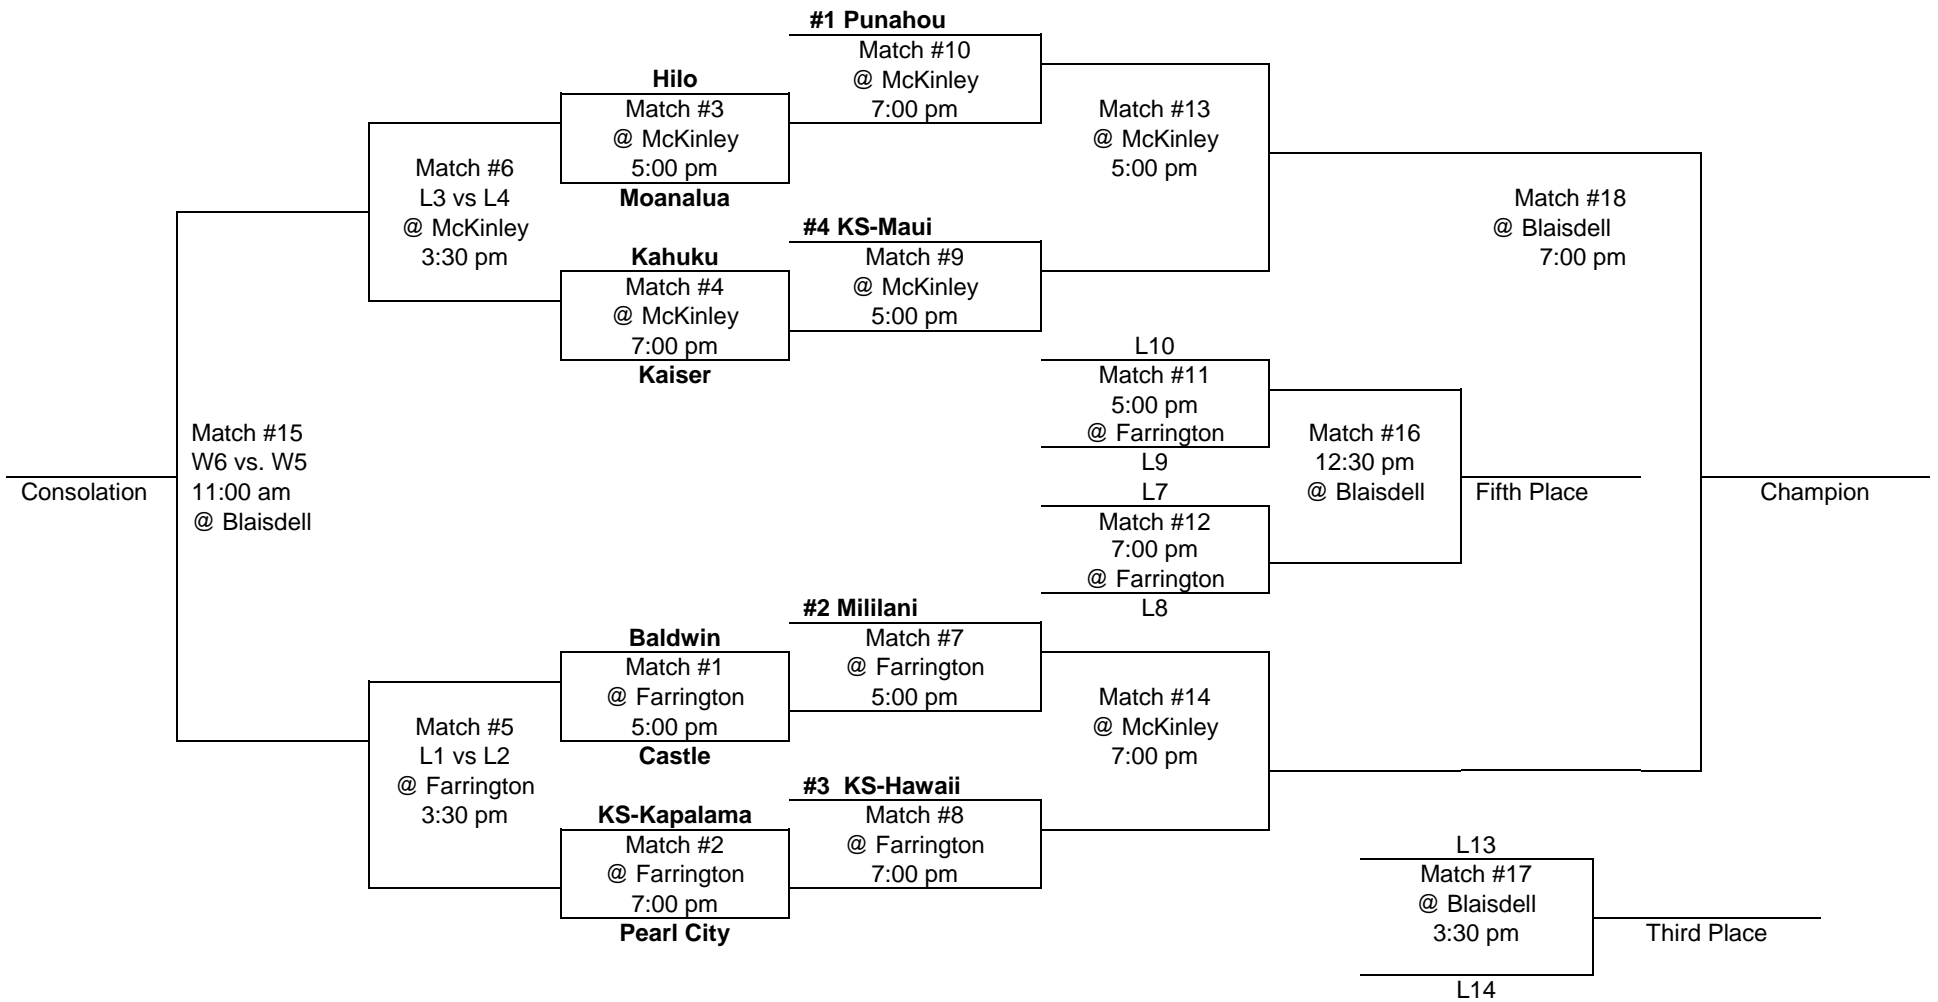 #1 Punahou
Match #10
@ McKinley
7:00 pm
Hilo
Match #3
@ McKinley
5:00 pm
Moanalua
Match #13
@ McKinley
5:00 pm
Match #6
L3 vs L4
@ McKinley
3:30 pm
Match #18
@ Blaisdell
7:00 pm
#4 KS-Maui
Match #9
@ McKinley
5:00 pm
Kahuku
Match #4
@ McKinley
7:00 pm
Kaiser
L10
Match #11
5:00 pm
@ Farrington
L9
Match #15
W6 vs. W5
11:00 am
@ Blaisdell
Consolation
Match #16
12:30 pm
@ Blaisdell
Fifth Place
Champion
L7
Match #12
7:00 pm
@ Farrington
L8
#2 Mililani
Match #7
@ Farrington
5:00 pm
Baldwin
Match #1
@ Farrington
5:00 pm
Castle
Match #14
@ McKinley
7:00 pm
Match #5
L1 vs L2
@ Farrington
3:30 pm
#3  KS-Hawaii
Match #8
@ Farrington
7:00 pm
KS-Kapalama
Match #2
@ Farrington
7:00 pm
Pearl City
L13
Match #17
@ Blaisdell
3:30 pm
Third Place
L14